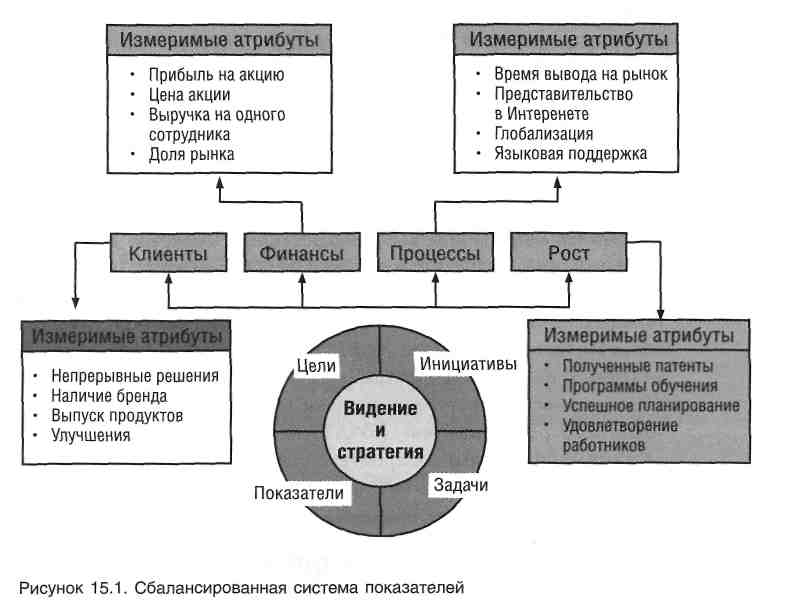 Измеримые атрибуты
• Прибыль на акцию
• Цена акции
• Выручка на одного
сотрудника
• Доля рынка
Измеримые атрибуты
• Время вывода на рынок
• Представительство
в Интеренете
• Глобализация
• Языковая поддержка
Клиенты
Финансы
Процессы
Рост
Измеримые атрибуты
• Непрерывные решения
• Наличие бренда
• Выпуск продуктов
• Улучшения
Цели
Инициативы
Видение
и
стратегия
Показатели
Задачи
Измеримые атрибуты
• Полученные патенты
• Программы обучения
• Успешное планирование
• Удовлетворение
работников
Рисунок 15.1. Сбалансированная система показателей